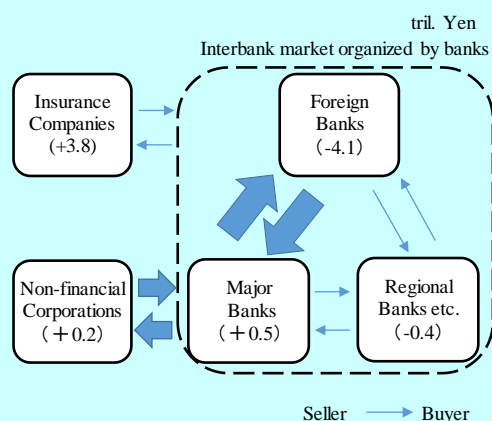 tril. Yen
Interbank market organized by banks
Insurance
Companies
(+3.8)
Foreign
Banks
（-4.1）
Non-financial
Corporations
（＋0.2）
Major
Banks
（＋0.5）
Regional
Banks etc.
(-0.4)
Seller
Buyer